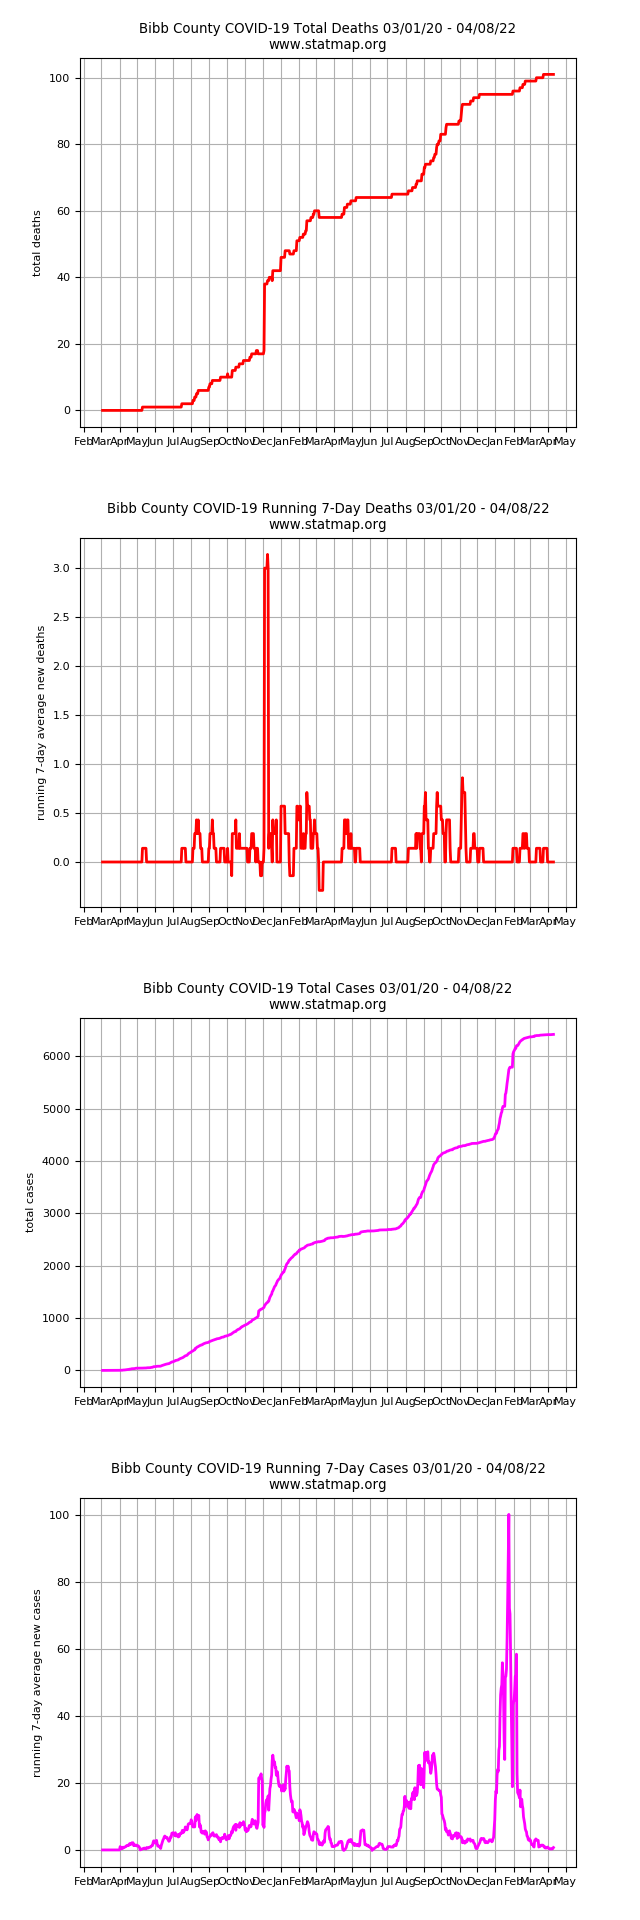 Bibb County COVID-19 Total Deaths 03/01/20 - 04/08/22
www.statmap.org
100
80
60
40
20
0
total deaths
Feb Mar Apr May Jun Jul Aug Sep Oct Nov Dec Jan Feb Mar Apr May Jun Jul Aug Sep Oct Nov Dec Jan Feb Mar Apr May
Bibb County COVID-19 Running 7-Day Deaths 03/01/20 - 04/08/22
www.statmap.org
3.0
2.5
2.0
1.5
1.0
0.5
0.0
running 7-day average new deaths
Feb Mar Apr May Jun Jul Aug Sep Oct Nov Dec Jan Feb Mar Apr May Jun Jul Aug Sep Oct Nov Dec Jan Feb Mar Apr May
Bibb County COVID-19 Total Cases 03/01/20 - 04/08/22
www.statmap.org
6000
5000
4000
3000
2000
1000
0
total cases
Feb Mar Apr May Jun Jul Aug Sep Oct Nov Dec Jan Feb Mar Apr May Jun Jul Aug Sep Oct Nov Dec Jan Feb Mar Apr May
Bibb County COVID-19 Running 7-Day Cases 03/01/20 - 04/08/22
www.statmap.org
100
80
60
40
20
0
running 7-day average new cases
Feb Mar Apr May Jun Jul Aug Sep Oct Nov Dec Jan Feb Mar Apr May Jun Jul Aug Sep Oct Nov Dec Jan Feb Mar Apr May